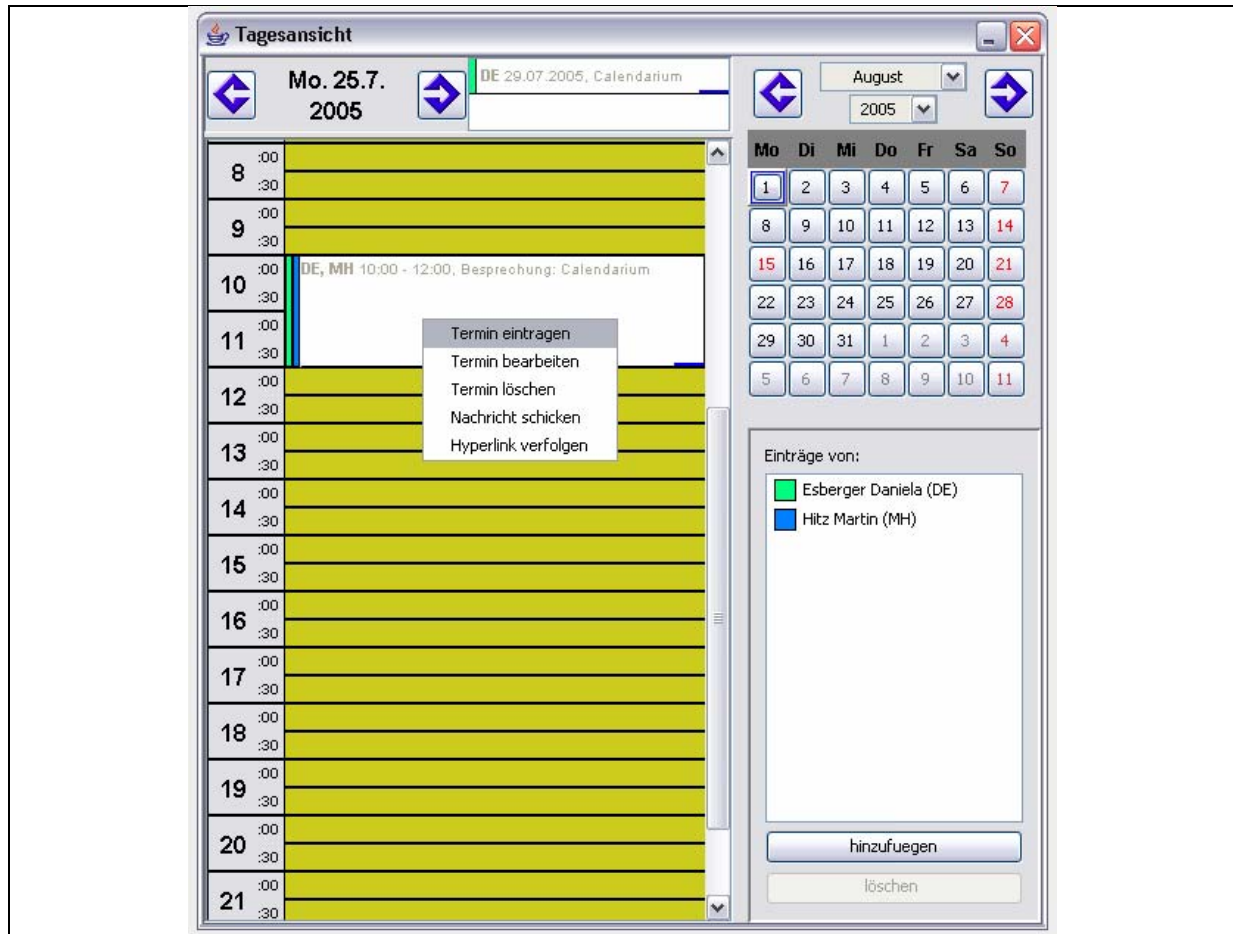 Tagesansicht
Mo. 25.7.
2005
DE 29.07.2005, Calendarium
8 :00
:30
9 :00
:30
10 :00
:30
11 :00
:30
12 :00
:30
13 :00
:30
14 :00
:30
15 :00
:30
16 :00
:30
17 :00
:30
18 :00
:30
19 :00
:30
20 :00
:30
21 :00
:30
DE, MH 10:00 - 12:00, Besprechung: Calendarium
Termin eintragen
Termin bearbeiten
Termin löschen
Nachricht schicken
Hyperlink verfolgen
August
2005
Mo Di Mi Do Fr Sa So
1 2 3 4 5 6 7
8 9 10 11 12 13 14
15 16 17 18 19 20 21
22 23 24 25 26 27 28
29 30 31 1 2 3 4
5 6 7 8 9 10 11
Einträge von:
Esberger Daniela (DE)
Hitz Martin (MH)
hinzufuegen
löschen